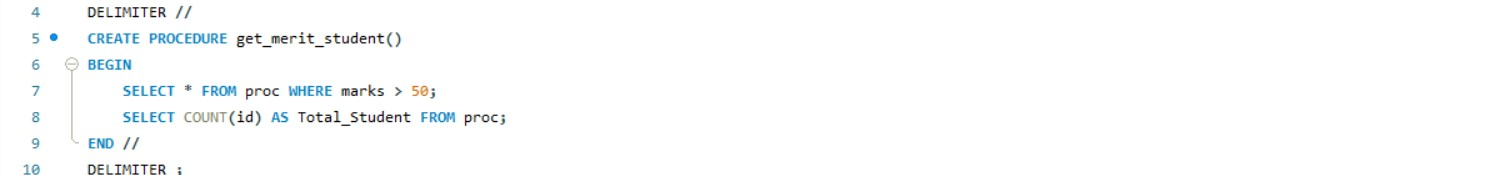 4 DELIMITER //
5 CREATE PROCEDURE get_merit_student()
6 BEGIN
7 SELECT * FROM proc WHERE marks > 50;
8 SELECT COUNT(id) AS Total_Student FROM proc;
9 END //
10 DELIMITER ;